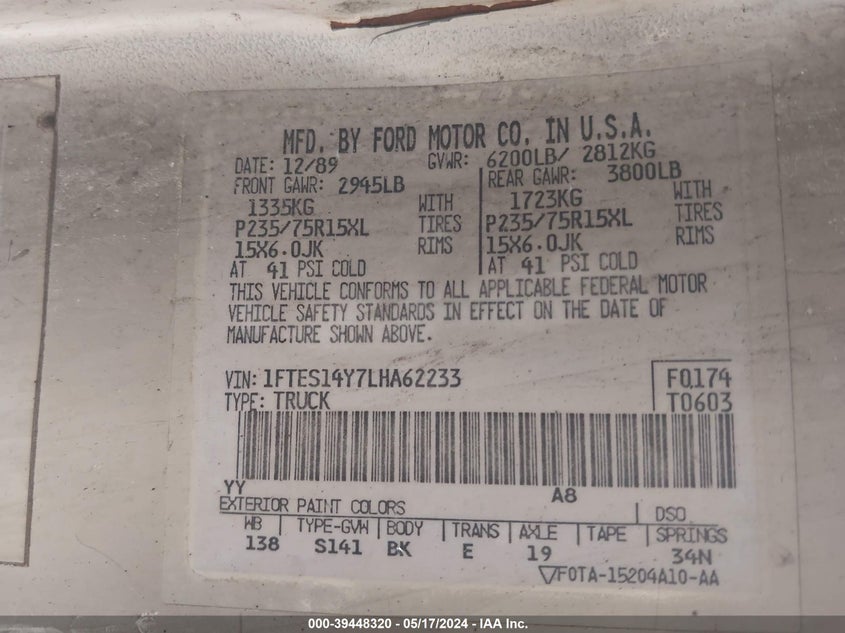 MFD. BY FORD MOTOR CO. IN U.S.A.
DATE: 12/89 GVWR: 6200LB/ 2812KG
FRONT GAWR: 2945LB REAR GAWR: 3800LB
1335KG WITH 1723KG WITH
P235/75R15XL TIRES P235/75R15XL TIRES
15X6.0JK RIMS 15X6.0JK RIMS
AT 41 PSI COLD AT 41 PSI COLD
THIS VEHICLE CONFORMS TO ALL APPLICABLE FEDERAL MOTOR
VEHICLE SAFETY STANDARDS IN EFFECT ON THE DATE OF
MANUFACTURE SHOWN ABOVE.
VIN: 1FTES14Y7LHA62233 F0174
TYPE: TRUCK T0603
YY A8
EXTERIOR PAINT COLORS DSO
WB TYPE-GVW BODY TRANS AXLE TAPE SPRINGS
138 S141 BK E 19 34N
F0TA-15204A10-AA
000-39448320 - 05/17/2024 - IAA Inc.